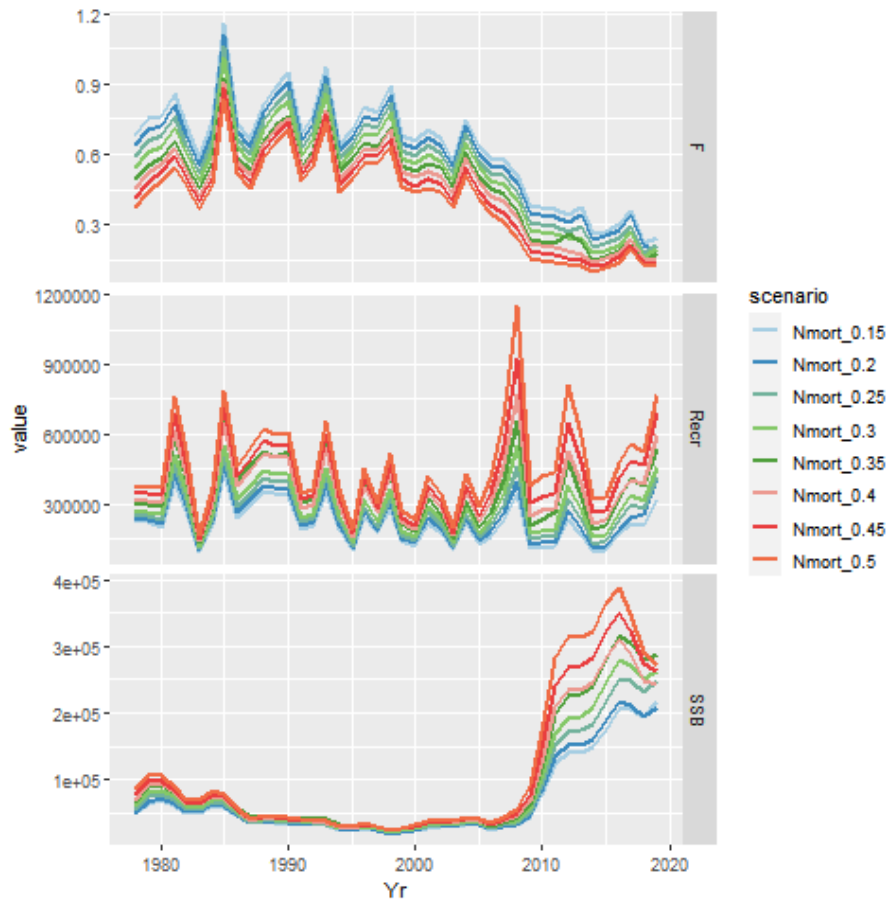 1.2
0.9
0.6
0.3
F
1200000
900000
600000
300000
Recr
value
4e+05
3e+05
2e+05
1e+05
SSB
1980
1990
2000
2010
2020
Yr
scenario
Nmort_0.15
Nmort_0.2
Nmort_0.25
Nmort_0.3
Nmort_0.35
Nmort_0.4
Nmort_0.45
Nmort_0.5